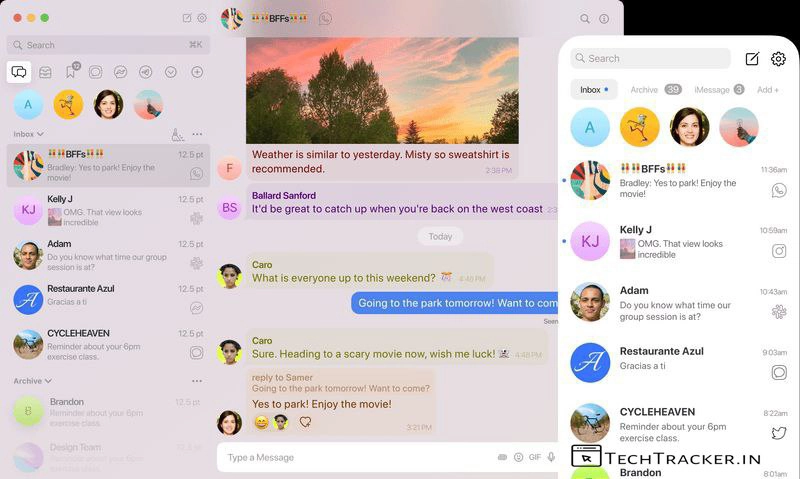 BFFs
Search
⌘K
12
A
Inbox
BFFs
12.5 pt
Bradley: Yes to park! Enjoy the
movie!
KJ
Kelly J
12.5 pt
OMG. That view looks
incredible
Adam
12.5 pt
Do you know what time our group
session is at?
A
Restaurante Azul
12.5 pt
Gracias a ti
CYCLEHEAVEN
12.5 pt
Reminder about your 6pm
exercise class.
Archive
B
Brandon
12.5 pt
Reminder about your 6pm
exercise class.
Design Team
12.5 pt
F
Weather is similar to yesterday. Misty so sweatshirt is
recommended.
2:38 PM
BS
Ballard Sanford
It'd be great to catch up when you're back on the west coast
Today
Caro
What is everyone up to this weekend?
4:48 PM
Going to the park tomorrow! Want to com
Seen
Caro
Sure. Heading to a scary movie now, wish me luck!
4:48 PM
reply to Samer
Going to the park tomorrow! Want to come?
Yes to park! Enjoy the movie!
3:21 PM
Type a Message
GIF
Search
Inbox
Archive 39
iMessage 3
Add +
A
BFFs
11:36am
Bradley: Yes to park! Enjoy the
movie!
KJ
Kelly J
10:59am
OMG. That view looks
incredible
Adam
10:43am
Do you know what time our
group session is at?
A
Restaurante Azul
9:03am
Gracias a ti
CYCLEHEAVEN
8:22am
Reminder about your 6pm
exercise class.
TECHTRACKER.IN
Brandon
8:01am